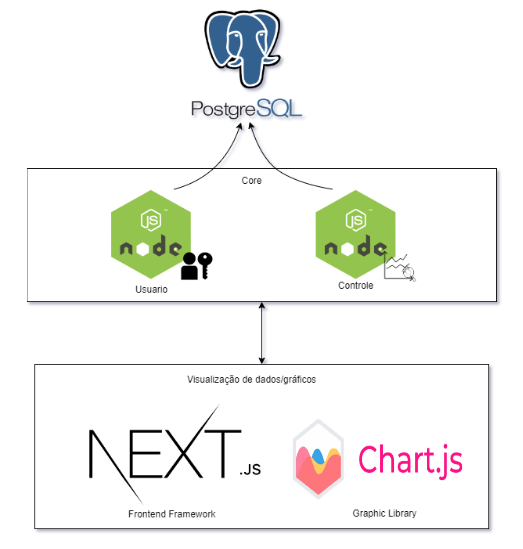 PostgreSQL
Core
JS
node
JS
node
Usuario
Controle
Visualização de dados/gráficos
NEXT.JS
Chart.js
Frontend Framework
Graphic Library